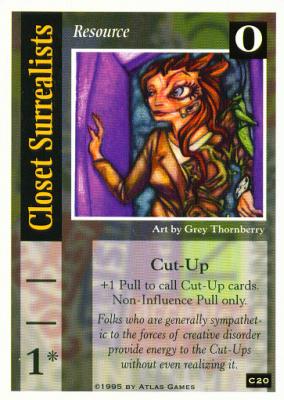 Closet Surrealists
Resource
O
Art by Grey Thornberry
Cut-Up
+1 Pull to call Cut-Up cards.
Non-Influence Pull only.
Folks who are generally sympathet-
ic to the forces of creative disorder
provide energy to the Cut-Ups
without even realizing it.
1*
©1995 by Atlas Games
C20